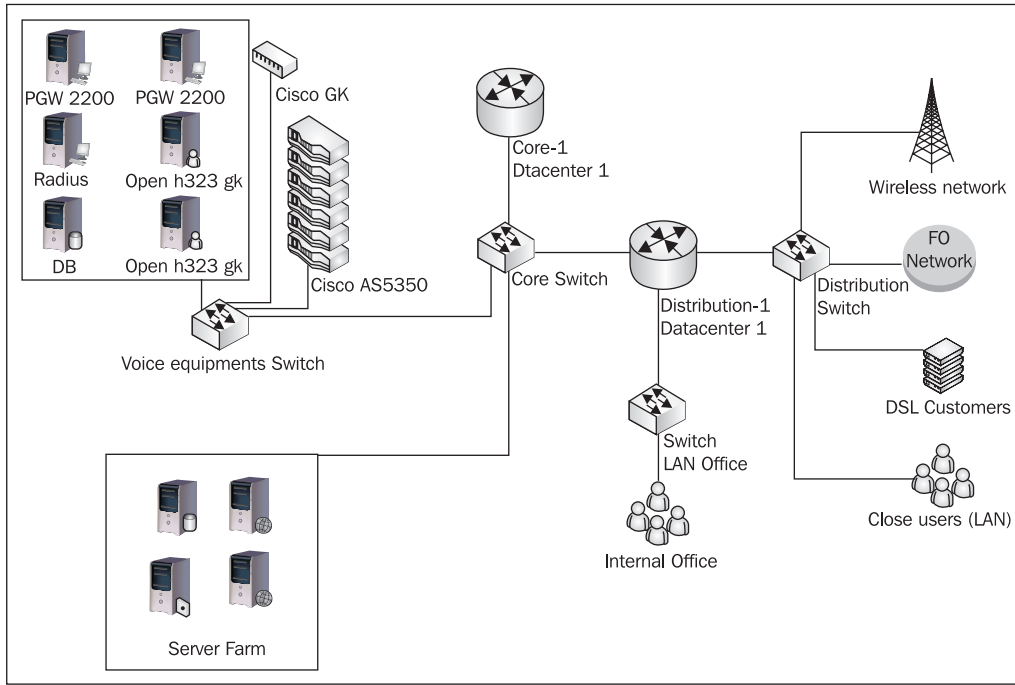 PGW 2200
PGW 2200
Radius
Open h323 gk
DB
Open h323 gk
Cisco GK
Cisco AS5350
Voice equipments Switch
Core-1
Dtacenter 1
Core Switch
Distribution-1
Datacenter 1
Switch
LAN Office
Internal Office
Distribution
Switch
Wireless network
FO
Network
DSL Customers
Close users (LAN)
Server Farm